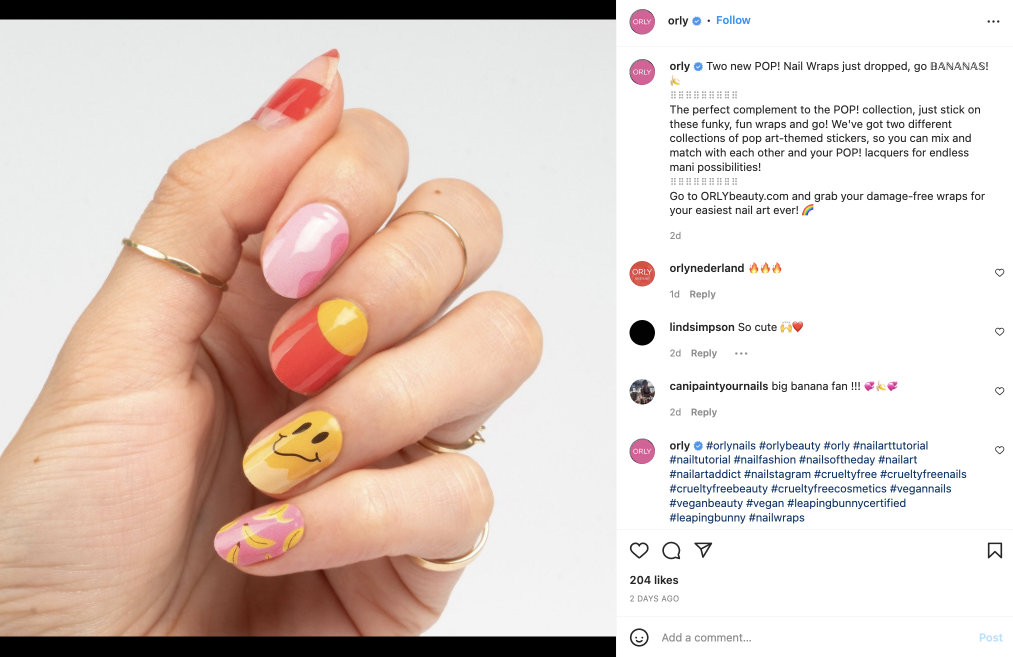 orly • Follow
ORLY
orly Two new POP! Nail Wraps just dropped, go 𝔹𝔸ℕ𝔸ℕ𝔸𝕊!
🍌
⠿⠿⠿⠿⠿⠿⠿⠿⠿
The perfect complement to the POP! collection, just stick on
these funky, fun wraps and go! We've got two different
collections of pop art-themed stickers, so you can mix and
match with each other and your POP! lacquers for endless
mani possibilities!
⠿⠿⠿⠿⠿⠿⠿⠿⠿
Go to ORLYbeauty.com and grab your damage-free wraps for
your easiest nail art ever! 🌈
ORLY
2d
orlynederland 🔥🔥🔥
ORLY
1d Reply
lindsimpson So cute 🙌🏻❤️
2d Reply
canipaintyournails big banana fan !!! 💞🍌💞
2d Reply
orly #orlynails #orlybeauty #orly #nailarttutorial
#nailtutorial #nailfashion #nailsoftheday #nailart
#nailartaddict #nailstagram #crueltyfree #crueltyfreenails
#crueltyfreebeauty #crueltyfreecosmetics #vegannails
#veganbeauty #vegan #leapingbunnycertified
#leapingbunny #nailwraps
ORLY
204 likes
2 DAYS AGO
Add a comment...
Post